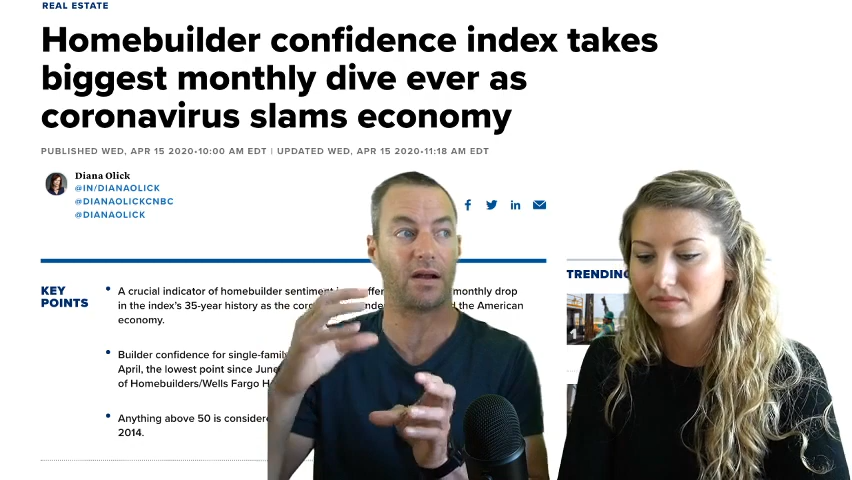 REAL ESTATE
Homebuilder confidence index takes
biggest monthly dive ever as
coronavirus slams economy
PUBLISHED WED, APR 15 2020•10:00 AM EDT | UPDATED WED, APR 15 2020•11:18 AM EDT
Diana Olick
@IN/DIANAOLICK
@DIANAOLICKCNBC
@DIANAOLICK
KEY
POINTS
TRENDING
• A crucial indicator of homebuilder sentiment monthly drop
in the index's 35-year history as the the American
economy.
• Builder confidence for single-family
April, the lowest point since June
of Homebuilders/Wells Fargo
• Anything above 50 is considered
2014.
1